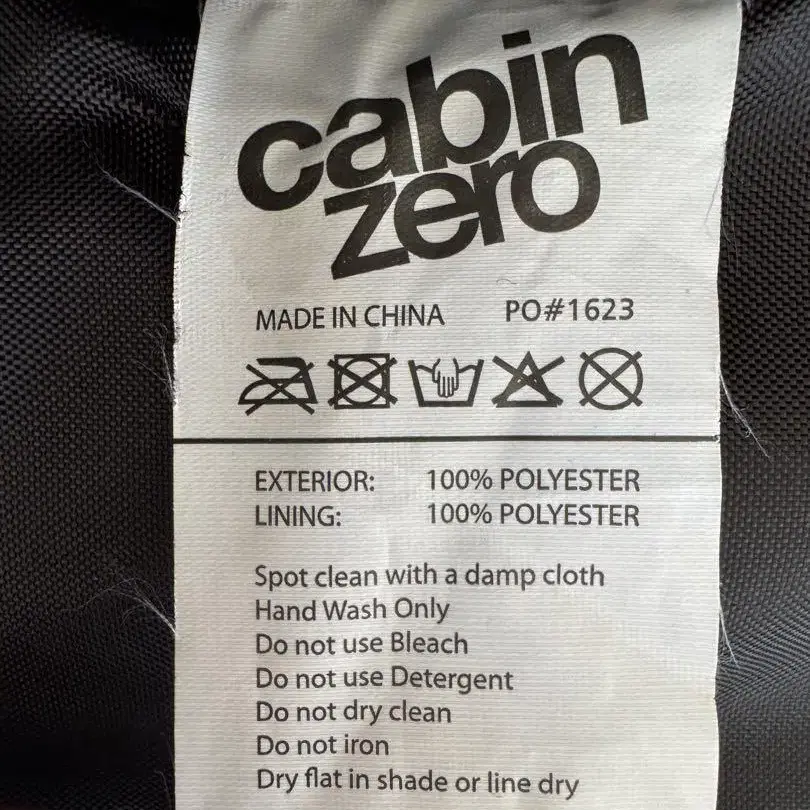 cabin
zero
MADE IN CHINA PO#1623
EXTERIOR: 100% POLYESTER
LINING: 100% POLYESTER
Spot clean with a damp cloth
Hand Wash Only
Do not use Bleach
Do not use Detergent
Do not dry clean
Do not iron
Dry flat in shade or line dry